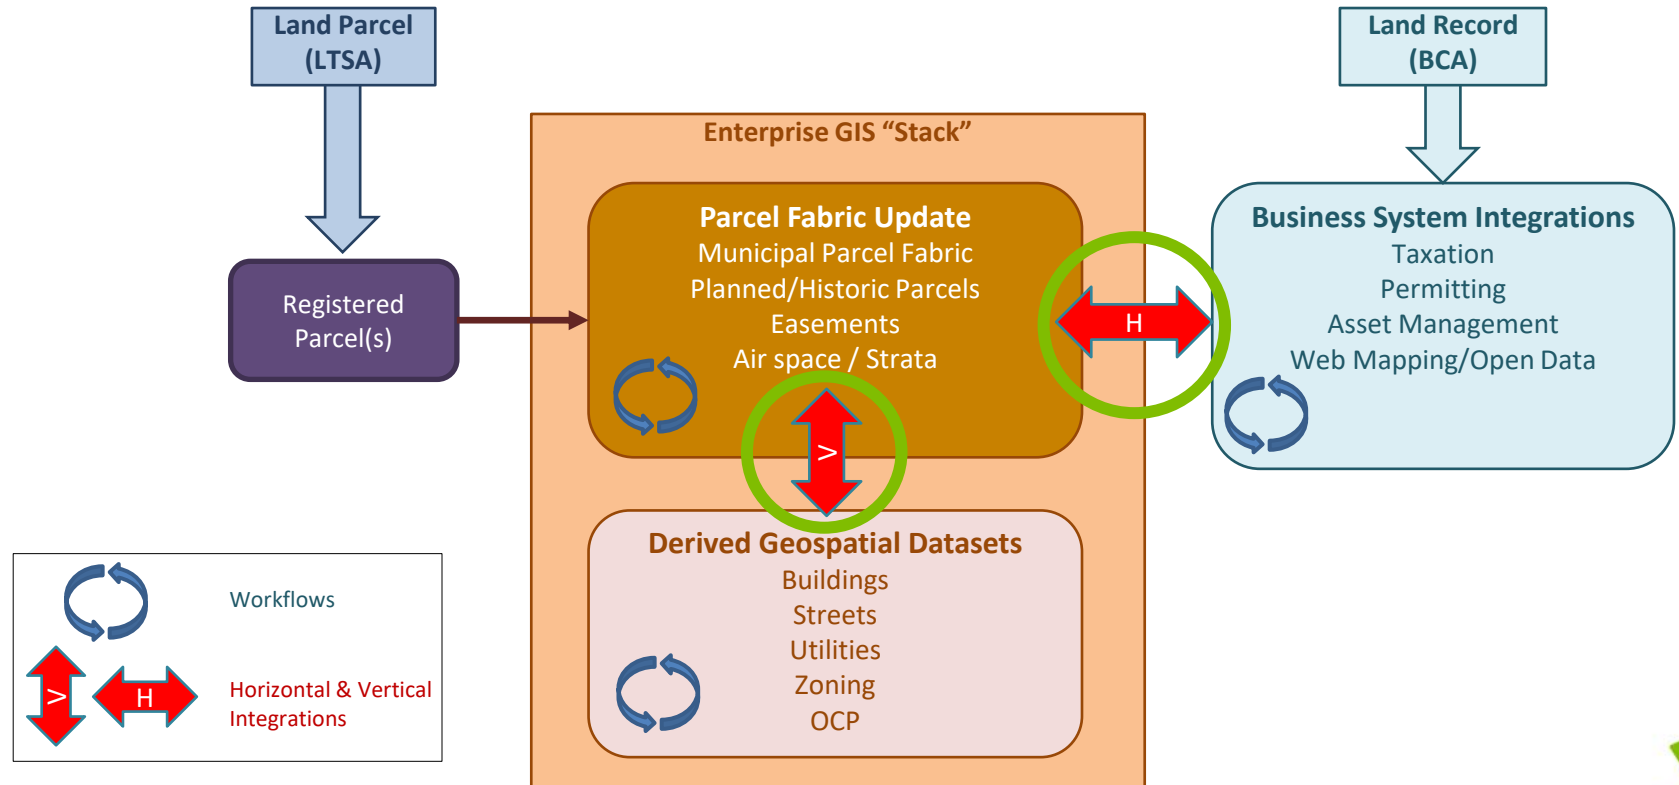 Land Parcel
(LTSA)
Land Record
(BCA)
Enterprise GIS “Stack”
Parcel Fabric Update
Municipal Parcel Fabric
Planned/Historic Parcels
Easements
Air space / Strata
Registered
Parcel(s)
H
Business System Integrations
Taxation
Permitting
Asset Management
Web Mapping/Open Data
V
Derived Geospatial Datasets
Buildings
Streets
Utilities
Zoning
OCP
Workflows
V
H
Horizontal & Vertical
Integrations